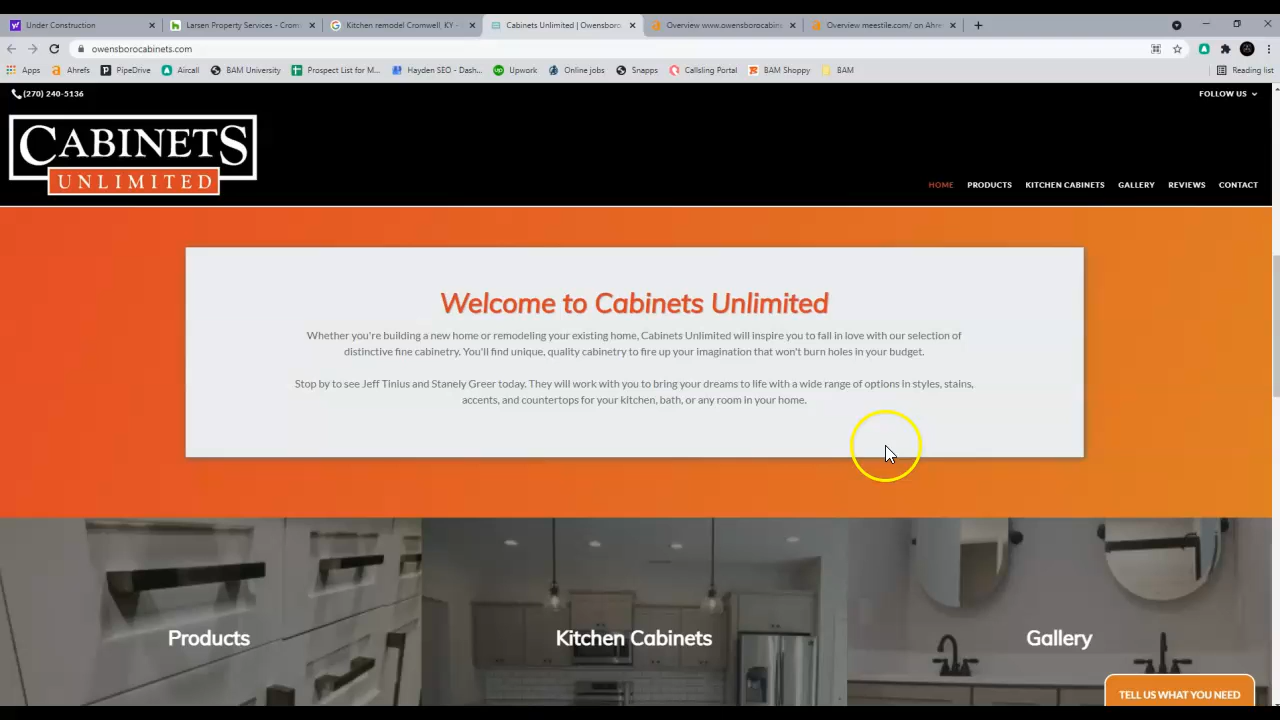 Under Construction
Larsen Property Services - Crom
Kitchen remodel Cromwell, KY -
Cabinets Unlimited | Owensboro
Overview www.owensborocabin
Overview meestile.com/ on Ahre
owensborocabinets.com
Apps
Ahrefs
PipeDrive
Aircall
BAM University
Prospect List for M...
Hayden SEO - Dash...
Upwork
Online jobs
Snapps
Callsling Portal
BAM Shoppy
BAM
Reading list
(270) 240-5136
FOLLOW US
CABINETS
UNLIMITED
HOME
PRODUCTS
KITCHEN CABINETS
GALLERY
REVIEWS
CONTACT
Welcome to Cabinets Unlimited
Whether you're building a new home or remodeling your existing home, Cabinets Unlimited will inspire you to fall in love with our selection of
distinctive fine cabinetry. You'll find unique, quality cabinetry to fire up your imagination that won't burn holes in your budget.
Stop by to see Jeff Tinius and Stanely Greer today. They will work with you to bring your dreams to life with a wide range of options in styles, stains,
accents, and countertops for your kitchen, bath, or any room in your home.
Products
Kitchen Cabinets
Gallery
TELL US WHAT YOU NEED